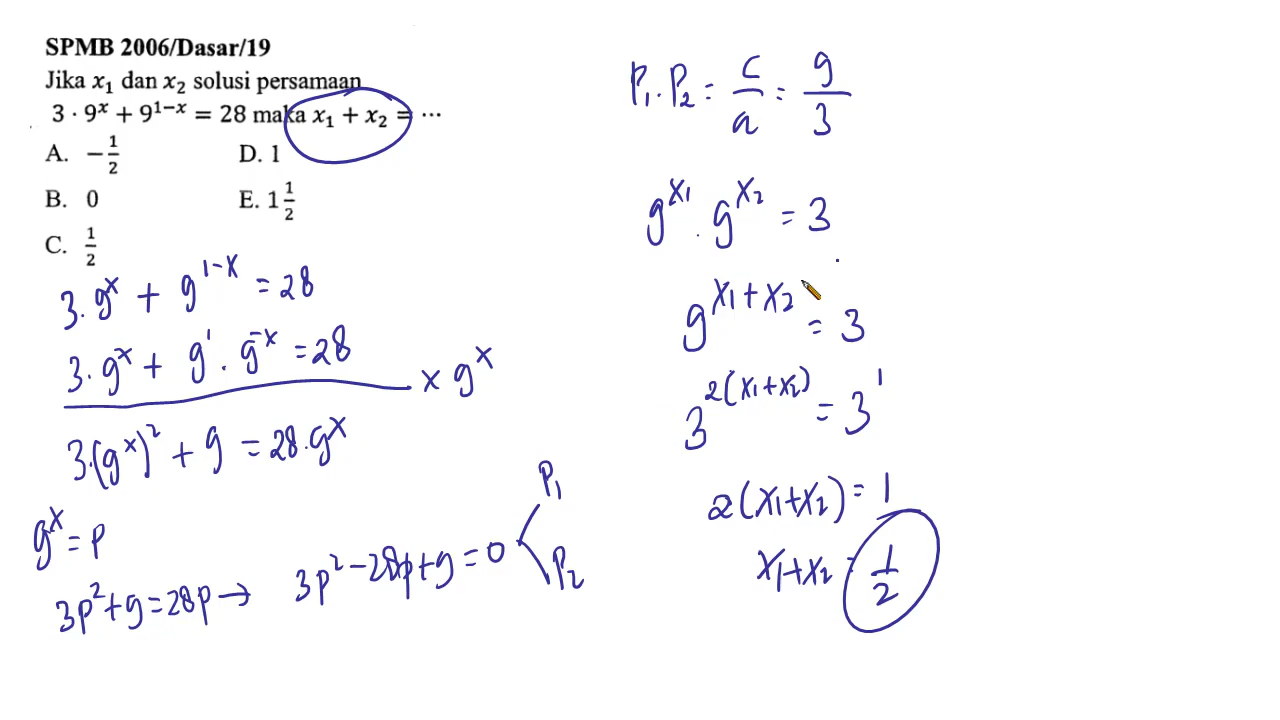 SPMB 2006/Dasar/19
Jika x₁ dan x₂ solusi persamaan
3 · 9ˣ + 9¹⁻ˣ = 28 maka x₁ + x₂ = ⋯
A. −1/2 D. 1
B. 0 E. 1 1/2
C. 1/2
3·9ˣ + 9¹⁻ˣ = 28
3·9ˣ + 9¹ · 9⁻ˣ = 28
× 9ˣ
3·(9ˣ)² + 9 = 28·9ˣ
9ˣ = P
3P² + 9 = 28P → 3P² − 28P + 9 = 0
P₁
P₂
P₁ · P₂ = c/a = 9/3
9^x₁ · 9^x₂ = 3
9^(x₁+x₂) = 3
3^2(x₁+x₂) = 3¹
2(x₁+x₂) = 1
x₁+x₂ = 1/2